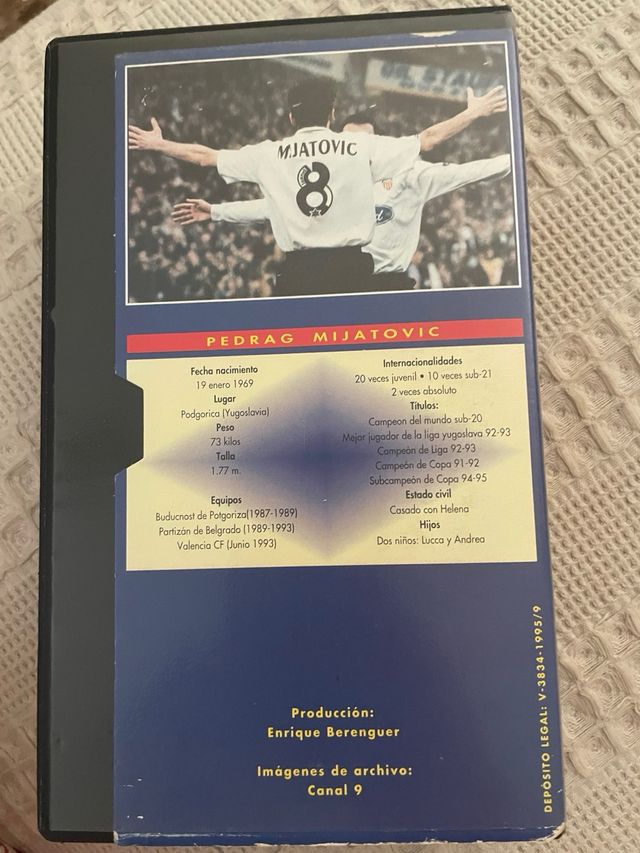 MIJATOVIC
8
PEDRAG MIJATOVIC
Fecha nacimiento
19 enero 1969
Lugar
Podgorica (Yugoslavia)
Peso
73 kilos
Talla
1.77 m.
Equipos
Buducnost de Potgoriza(1987-1989)
Partizán de Belgrado (1989-1993)
Valencia CF (Junio 1993)
Internacionalidades
20 veces juvenil • 10 veces sub-21
2 veces absoluto
Títulos:
Campeon del mundo sub-20
Mejor jugador de la liga yugoslava 92-93
Campeón de Liga 92-93
Campeón de Copa 91-92
Subcampeón de Copa 94-95
Estado civil
Casado con Helena
Hijos
Dos niños: Lucca y Andrea
Producción:
Enrique Berenguer
Imágenes de archivo:
Canal 9
DEPÓSITO LEGAL: V-3834-1995/9